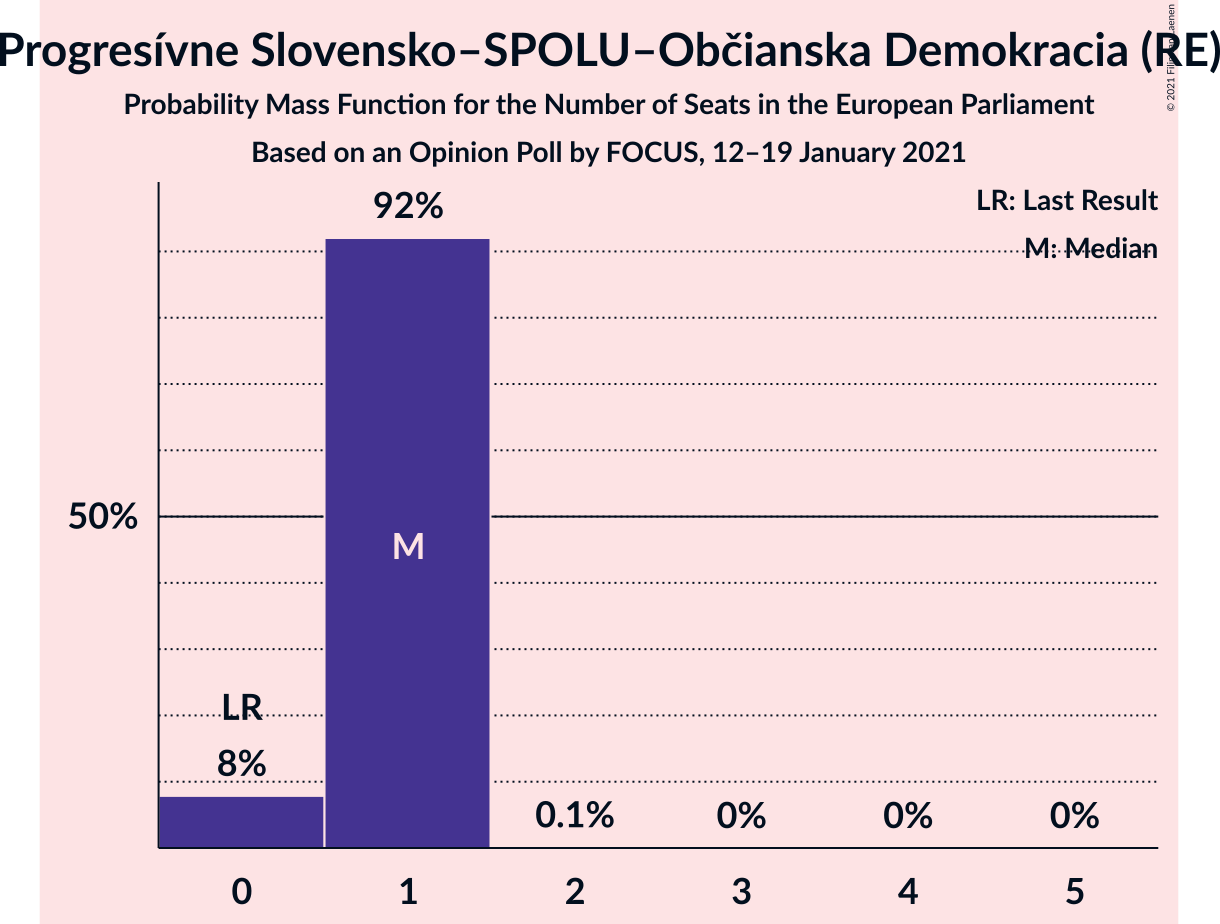 Progresívne Slovensko–SPOLU–Občianska Demokracia (RE)
Probability Mass Function for the Number of Seats in the European Parliament
Based on an Opinion Poll by FOCUS, 12–19 January 2021
© 2021 Filip van Laenen
LR: Last Result
M: Median
92%
50%
M
LR
8%
0.1%
0%
0%
0%
0 1 2 3 4 5